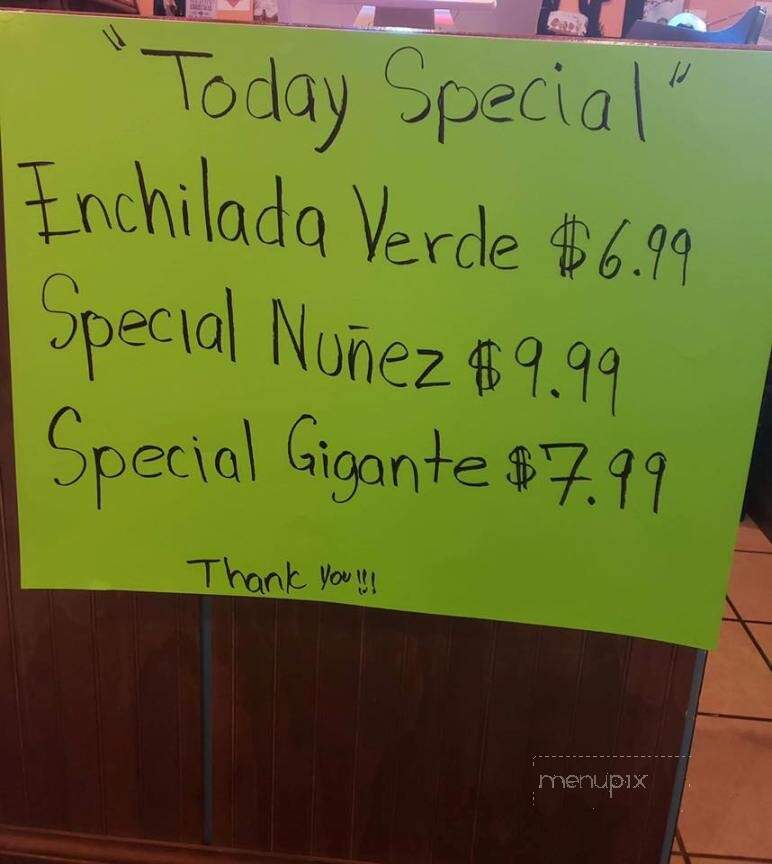 "Today Special"
Enchilada Verde $6.99
Special Nuñez $9.99
Special Gigante $7.99
Thank you!!!
menupix